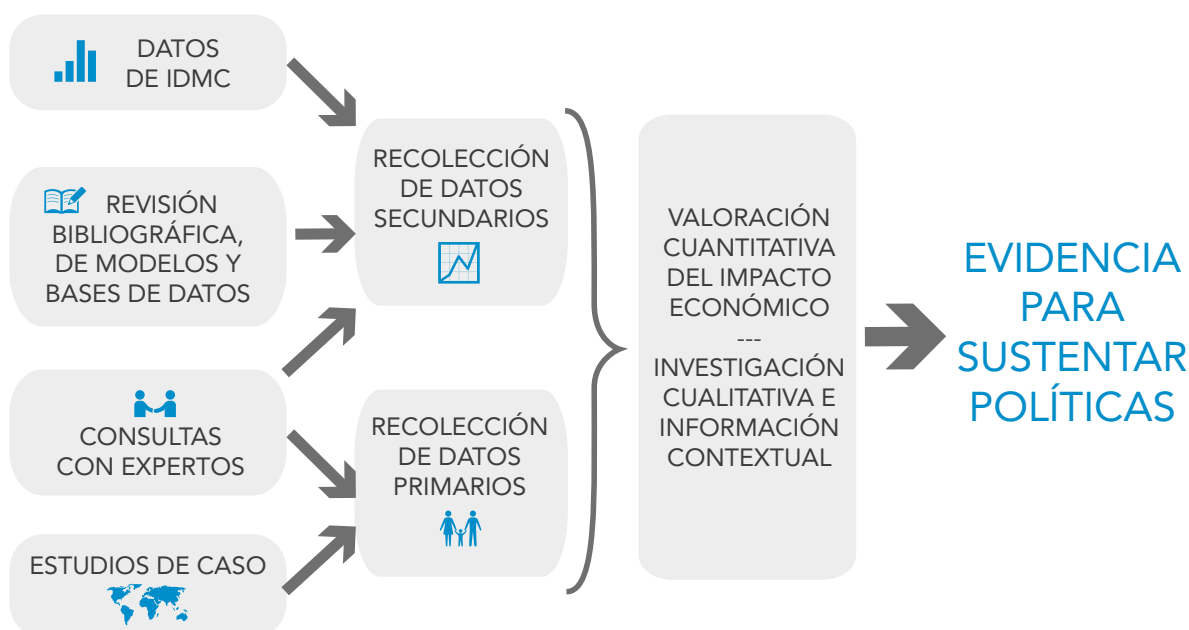 DATOS
DE IDMC
REVISIÓN
BIBLIOGRÁFICA,
DE MODELOS Y
BASES DE DATOS
CONSULTAS
CON EXPERTOS
ESTUDIOS DE CASO
RECOLECCIÓN
DE DATOS
SECUNDARIOS
RECOLECCIÓN
DE DATOS
PRIMARIOS
VALORACIÓN
CUANTITATIVA
DEL IMPACTO
ECONÓMICO
---
INVESTIGACIÓN
CUALITATIVA E
INFORMACIÓN
CONTEXTUAL
EVIDENCIA
PARA
SUSTENTAR
POLÍTICAS